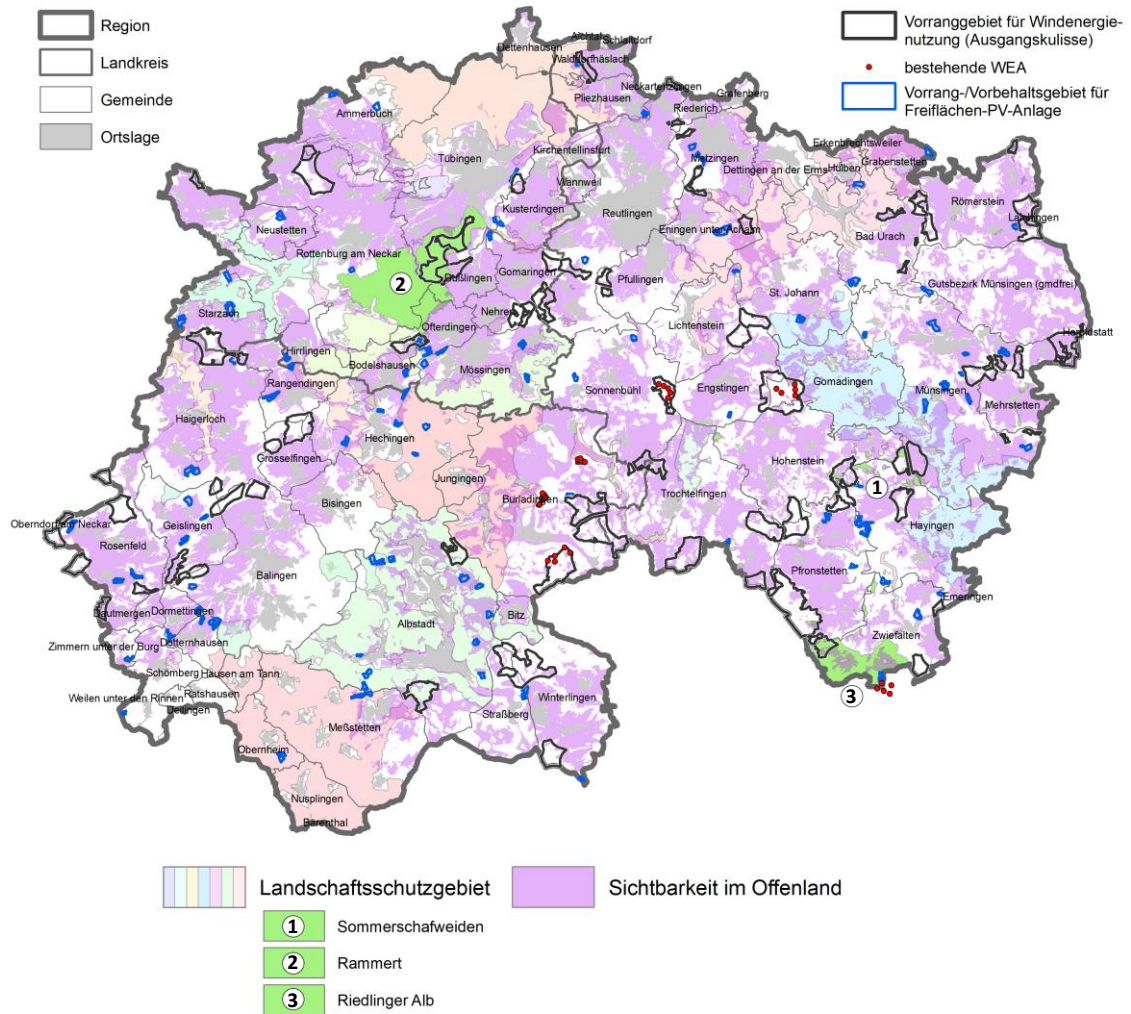 Region
Landkreis
Gemeinde
Ortslage
Vorranggebiet für Windenergie-
nutzung (Ausgangskulisse)
bestehende WEA
Vorrang-/Vorbehaltsgebiet für
Freiflächen-PV-Anlage
Aichtal
Schlaitdorf
Dettenhausen
Walddorfhäslach
Neckartenzlingen
Grafenberg
Pliezhausen
Riederich
Ammerbuch
Erkenbrechtsweiler
Kirchentellinsfurt
Metzingen
Grabenstetten
Tübingen
Hülben
Dettingen an der Erms
Wannweil
Römerstein
Kusterdingen
Reutlingen
Laichingen
Neustetten
Eningen unter Achalm
Bad Urach
Rottenburg am Neckar
2
Dußlingen
Gomaringen
Pfullingen
St. Johann
Gutsbezirk Münsingen (gmdfrei)
Starzach
Nehren
Ofterdingen
Lichtenstein
Heroldstatt
Hirrlingen
Bodelshausen
Mössingen
Rangendingen
Sonnenbühl
Engstingen
Gomadingen
Münsingen
Mehrstetten
Haigerloch
Hechingen
Grosselfingen
Hohenstein
Jungingen
1
Bisingen
Burladingen
Trochtelfingen
Oberndorf am Neckar
Geislingen
Hayingen
Rosenfeld
Balingen
Pfronstetten
Dautmergen
Dormettingen
Albstadt
Bitz
Emeringen
Zimmern unter der Burg
Dotternhausen
Zwiefalten
Schömberg
Hausen am Tann
Weilen unter den Rinnen
Ratshausen
3
Deilingen
Meßstetten
Straßberg
Winterlingen
Obernheim
Nusplingen
Bärenthal
Landschaftsschutzgebiet
Sichtbarkeit im Offenland
1 Sommerschafweiden
2 Rammert
3 Riedlinger Alb